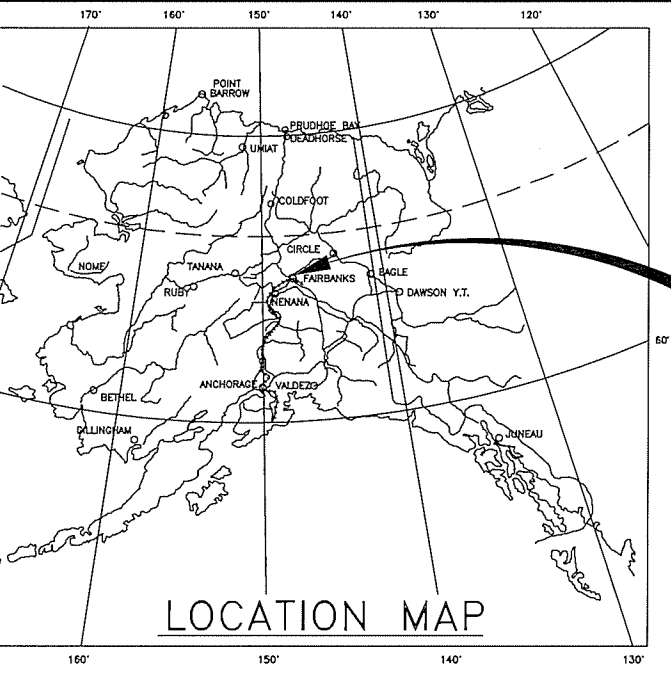 170° 160° 150° 140° 130° 120°
POINT
BARROW
PRUDHOE BAY
DEADHORSE
UMIAT
COLDFOOT
CIRCLE
NOME
TANANA
FAIRBANKS
EAGLE
RUBY
NENANA
DAWSON Y.T.
60°
ANCHORAGE
VALDEZ
BETHEL
DILLINGHAM
JUNEAU
LOCATION MAP
160° 150° 140° 130°